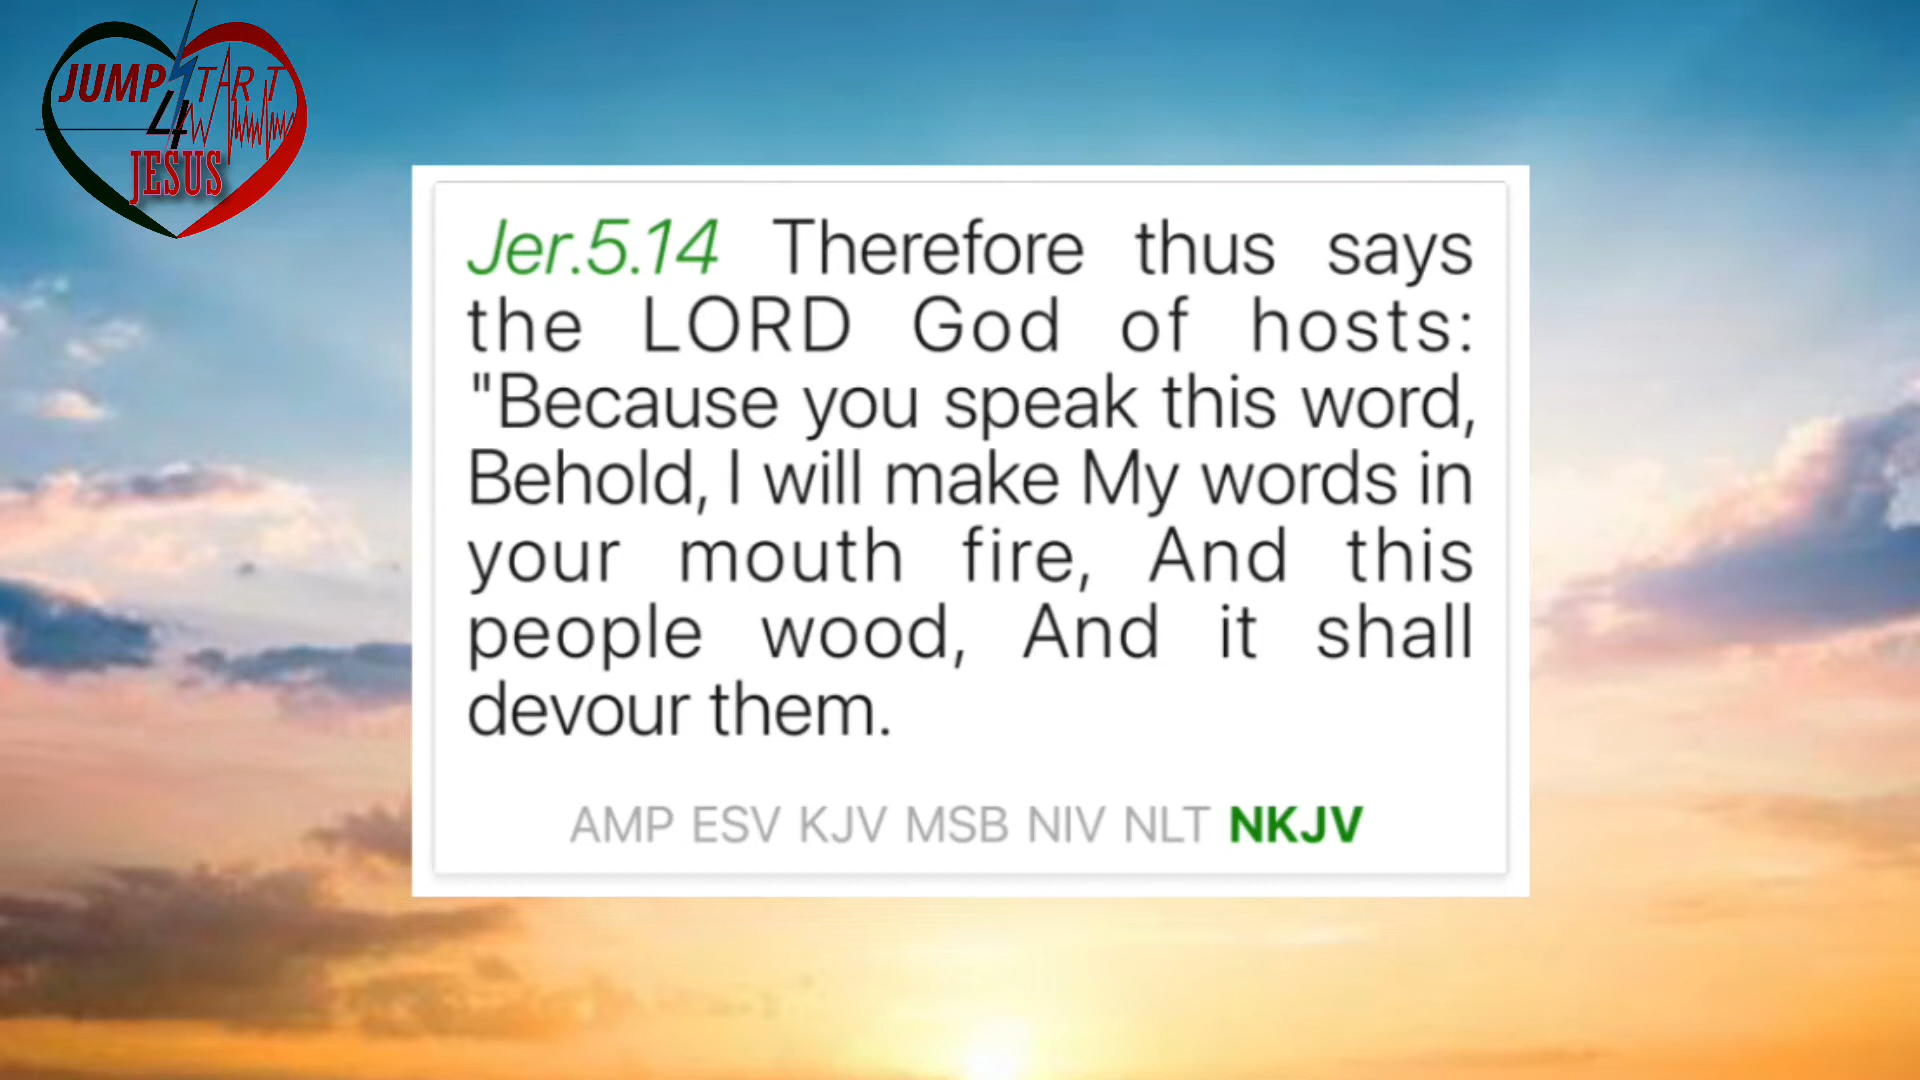 JUMPSTART
4
JESUS
Jer.5.14 Therefore thus says
the LORD God of hosts:
"Because you speak this word,
Behold, I will make My words in
your mouth fire, And this
people wood, And it shall
devour them.
AMP ESV KJV MSB NIV NLT NKJV